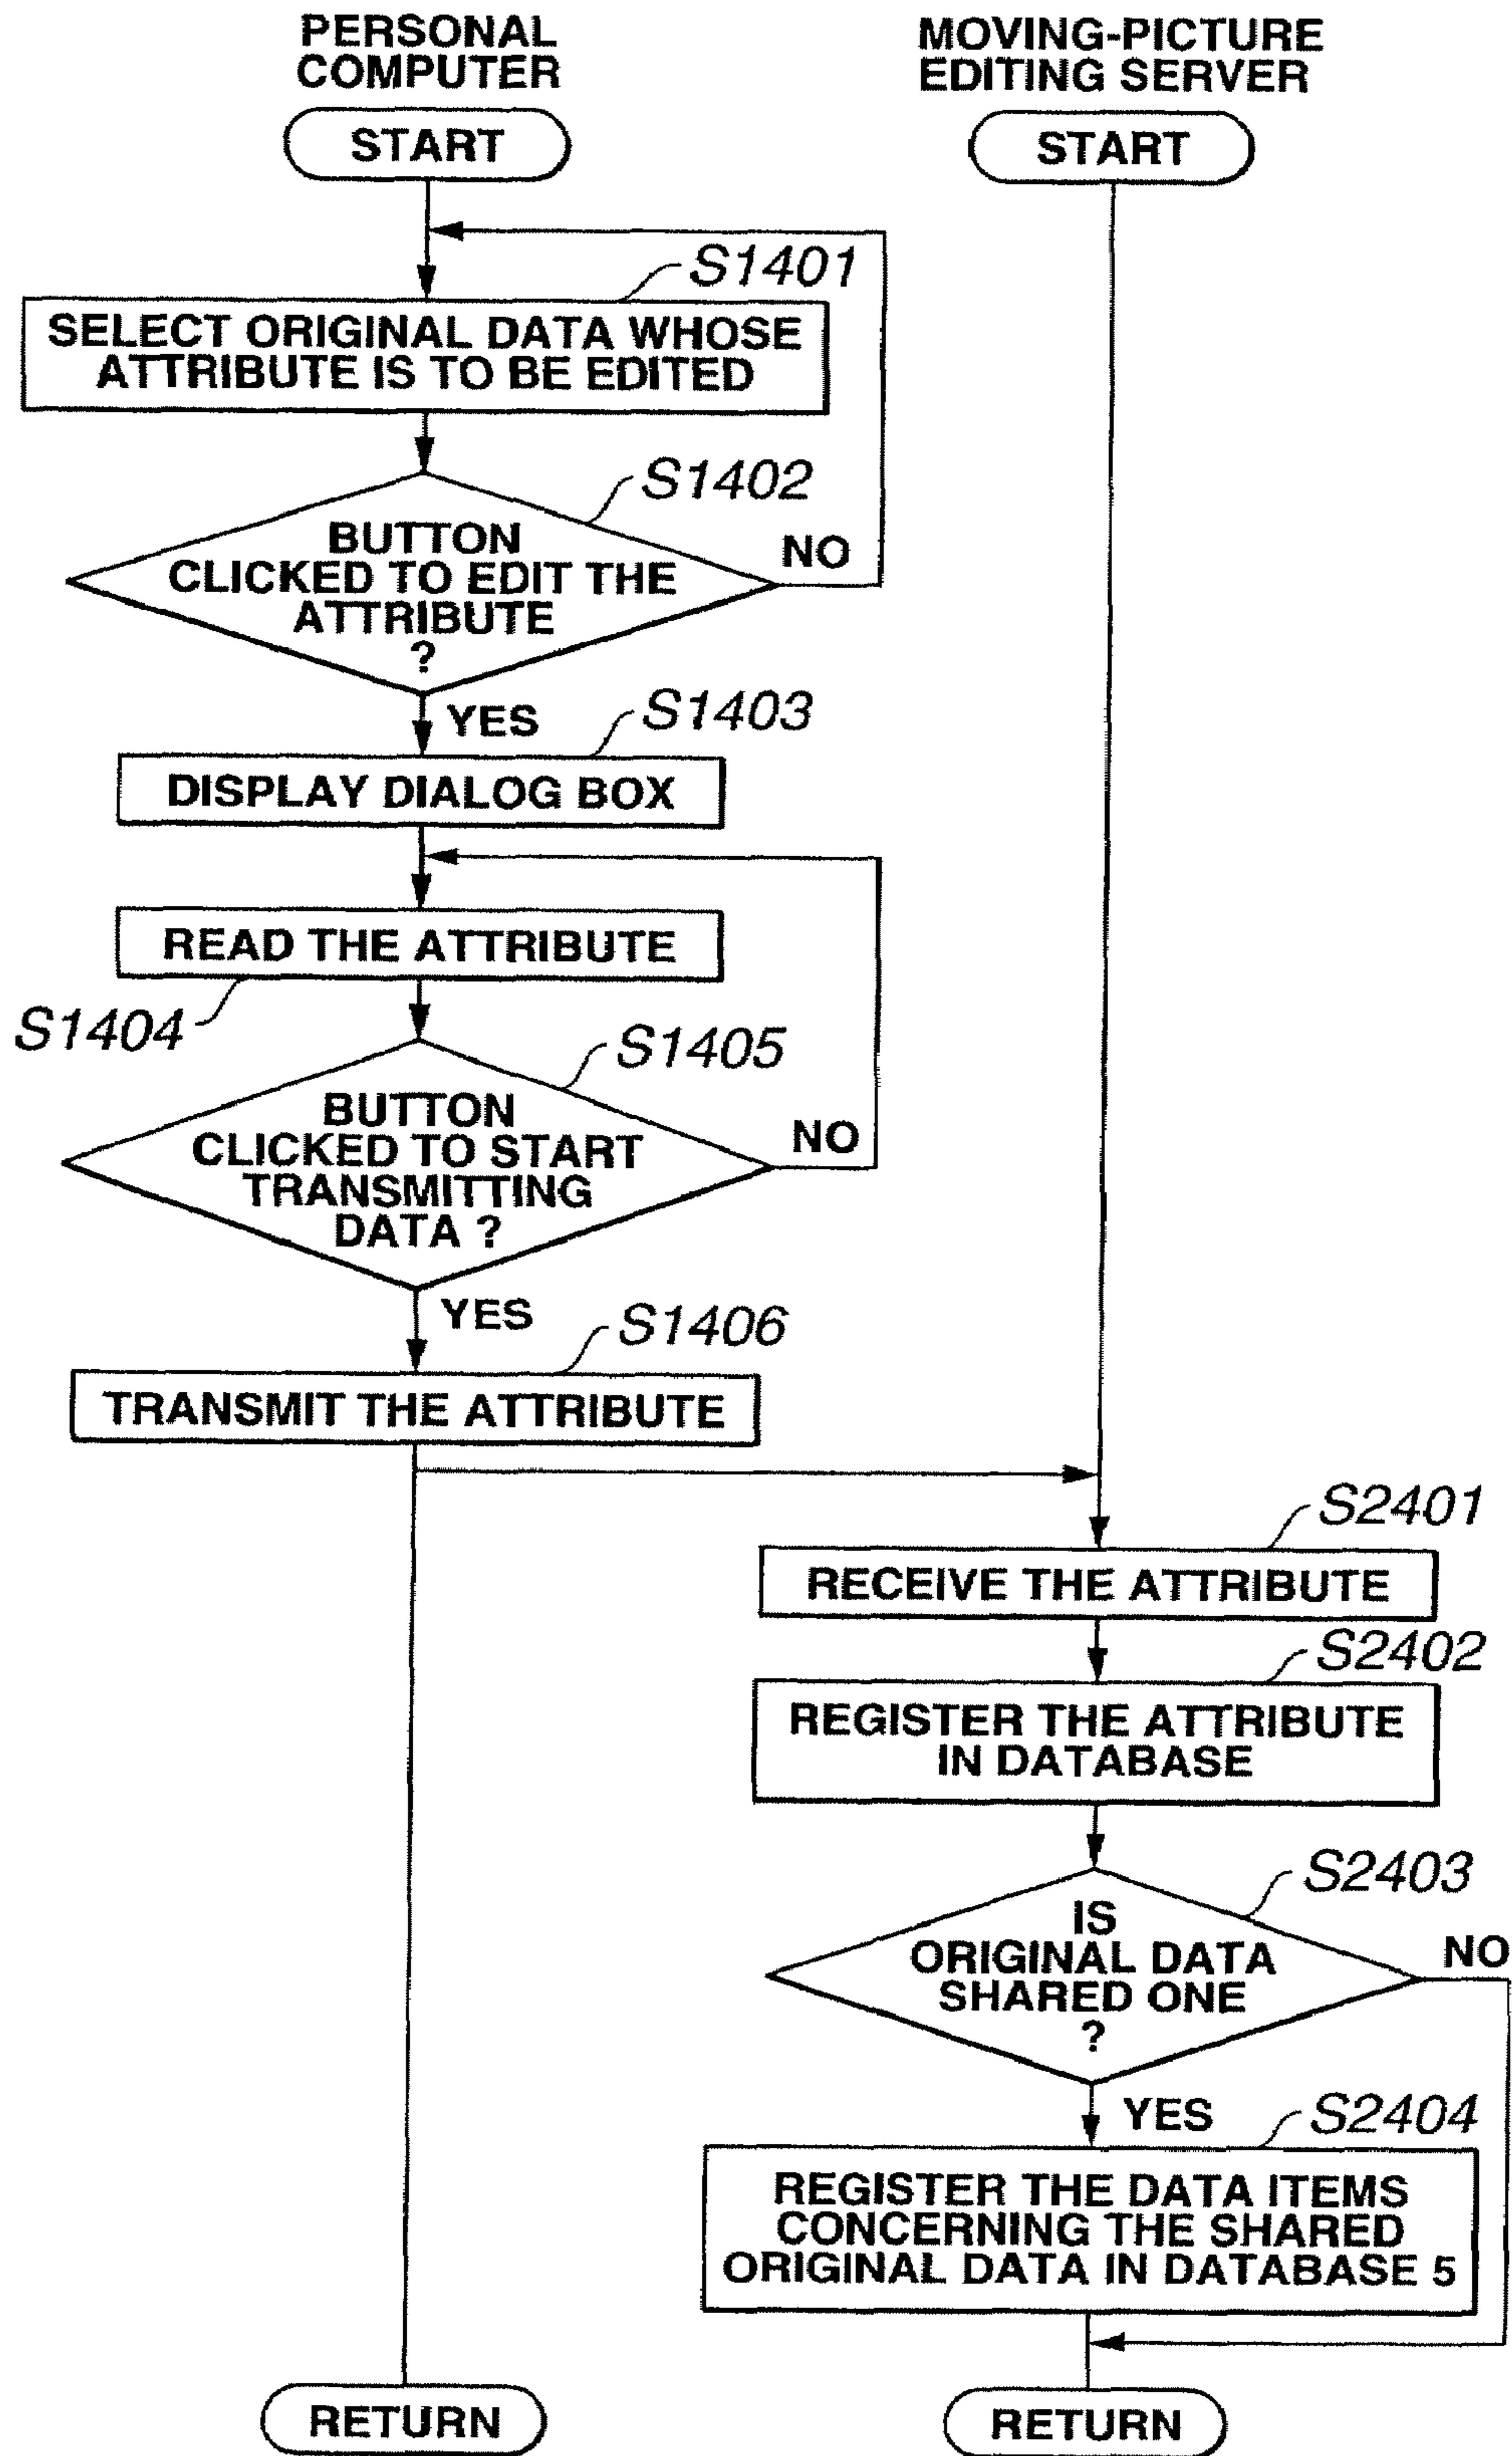 PERSONAL
COMPUTER
START
S1401
SELECT ORIGINAL DATA WHOSE
ATTRIBUTE IS TO BE EDITED
S1402
BUTTON
CLICKED TO EDIT THE
ATTRIBUTE
?
NO
YES
S1403
DISPLAY DIALOG BOX
READ THE ATTRIBUTE
S1404
S1405
BUTTON
CLICKED TO START
TRANSMITTING
DATA ?
NO
YES
S1406
TRANSMIT THE ATTRIBUTE
RETURN
MOVING-PICTURE
EDITING SERVER
START
S2401
RECEIVE THE ATTRIBUTE
S2402
REGISTER THE ATTRIBUTE
IN DATABASE
S2403
IS
ORIGINAL DATA
SHARED ONE
?
NO
YES
S2404
REGISTER THE DATA ITEMS
CONCERNING THE SHARED
ORIGINAL DATA IN DATABASE 5
RETURN